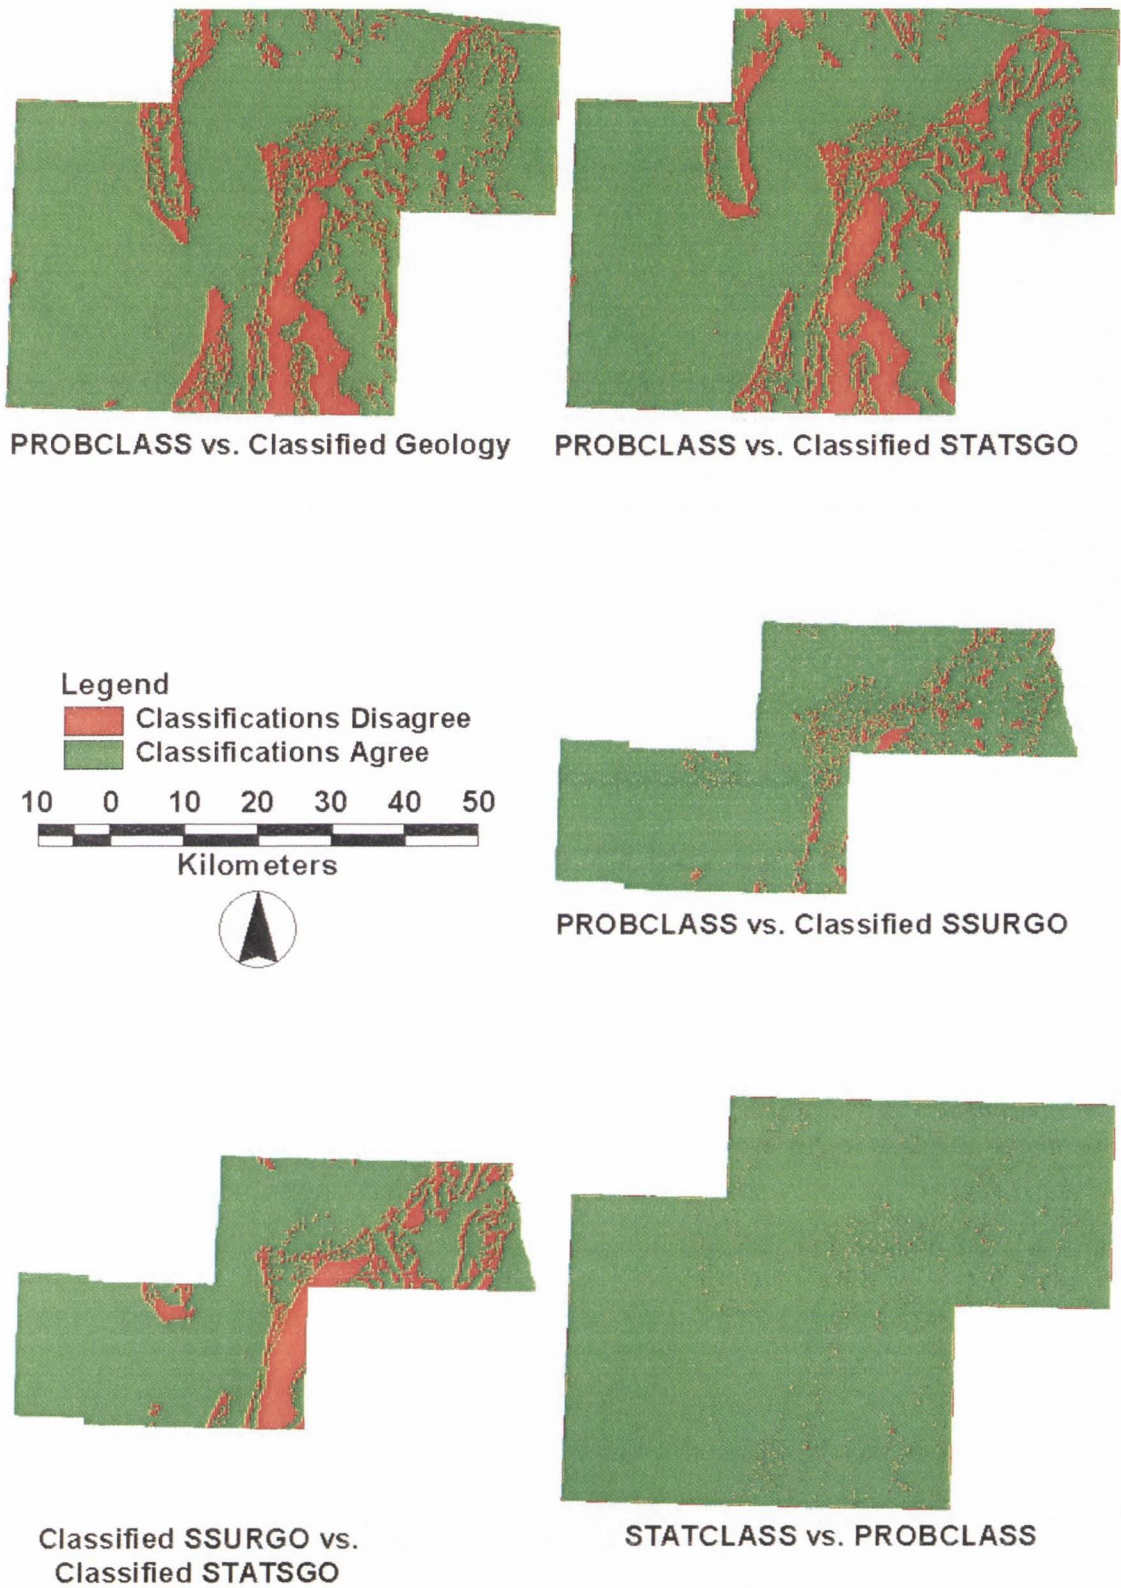 PROBCLASS vs. Classified Geology
PROBCLASS vs. Classified STATSGO
Legend
Classifications Disagree
Classifications Agree
10 0 10 20 30 40 50
Kilometers
PROBCLASS vs. Classified SSURGO
Classified SSURGO vs.
Classified STATSGO
STATCLASS vs. PROBCLASS